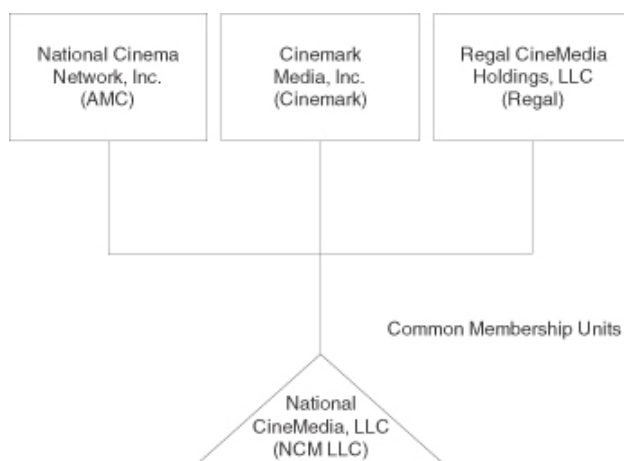 National Cinema
Network, Inc.
(AMC)
Cinemark
Media, Inc.
(Cinemark)
Regal CineMedia
Holdings, LLC
(Regal)
Common Membership Units
National
CineMedia, LLC
(NCM LLC)